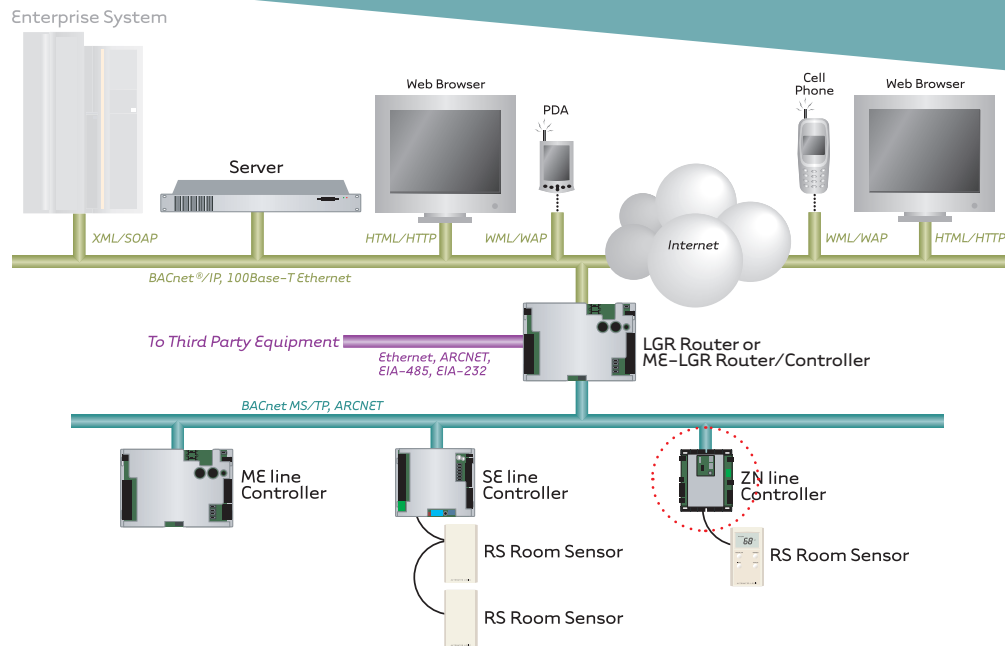 Enterprise System
Web Browser
PDA
Cell
Phone
Web Browser
Server
Internet
XML/SOAP
HTML/HTTP
WML/WAP
WML/WAP
HTML/HTTP
BACnet®/IP, 100Base-T Ethernet
To Third Party Equipment
Ethernet, ARCNET,
EIA-485, EIA-232
LGR Router or
ME-LGR Router/Controller
BACnet MS/TP, ARCNET
ME line
Controller
SE line
Controller
ZN line
Controller
68°
RS Room Sensor
RS Room Sensor
RS Room Sensor